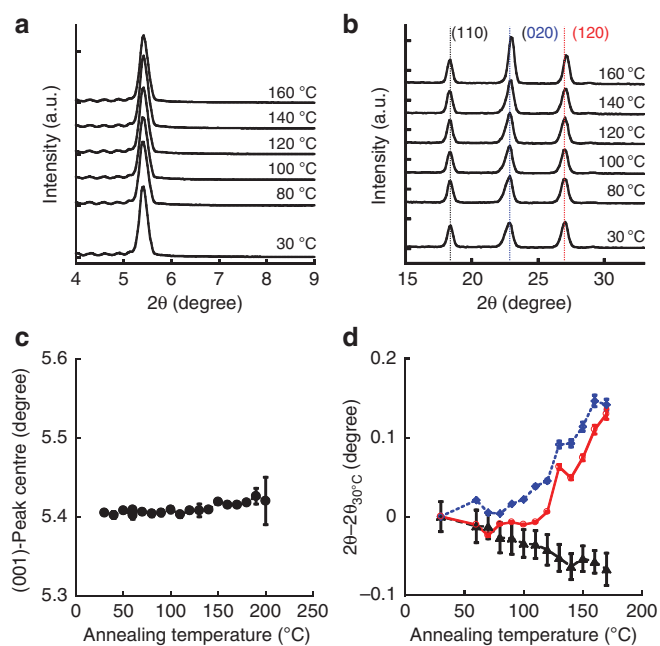 a
160 °C
140 °C
120 °C
100 °C
80 °C
30 °C
Intensity (a.u.)
4 5 6 7 8 9
2θ (degree)
b
(110) (020) (120)
160 °C
140 °C
120 °C
100 °C
80 °C
30 °C
Intensity (a.u.)
15 20 25 30
2θ (degree)
c
5.6
5.5
5.4
5.3
(001)-Peak centre (degree)
0 50 100 150 200 250
Annealing temperature (°C)
d
0.2
0.1
0
−0.1
2θ–2θ30°C (degree)
0 50 100 150 200
Annealing temperature (°C)